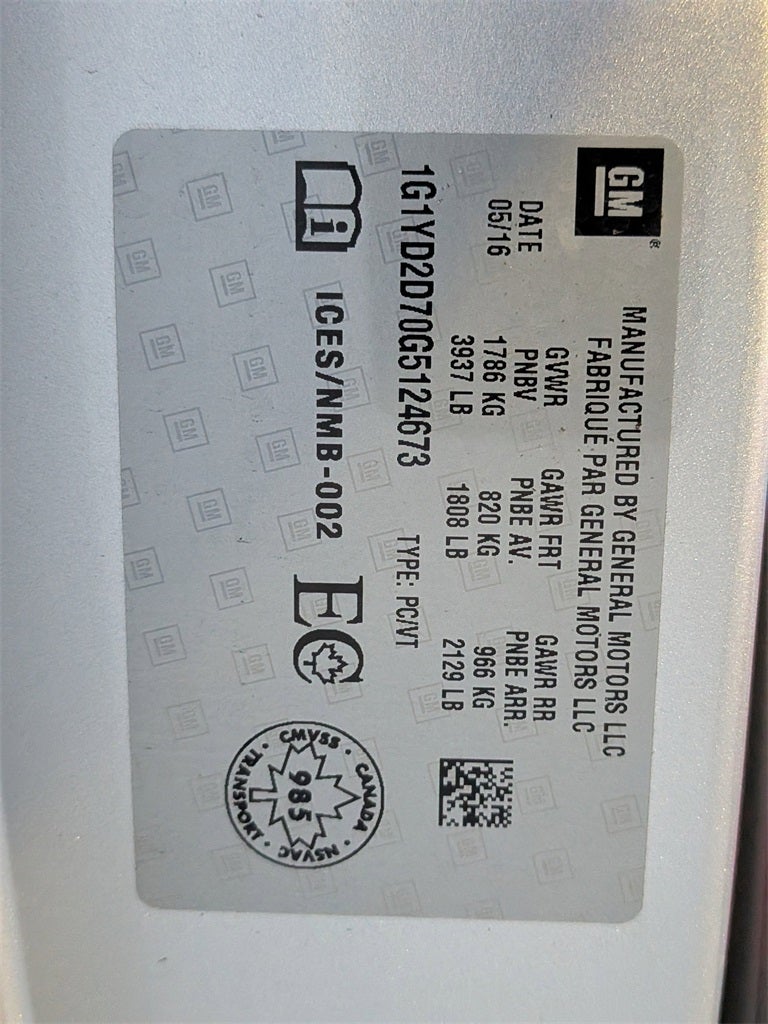 GM ®
MANUFACTURED BY GENERAL MOTORS LLC
FABRIQUÉ PAR GENERAL MOTORS LLC
DATE
05/16
GVWR GAWR FRT GAWR RR
PNBV PNBE AV. PNBE ARR.
1786 KG 820 KG 966 KG
3937 LB 1808 LB 2129 LB
1G1YD2D70G5124673 TYPE: PC/VT
i ICES/NMB-002 EC
CMVSS · CANADA · NSVAC · TRANSPORT ·
985